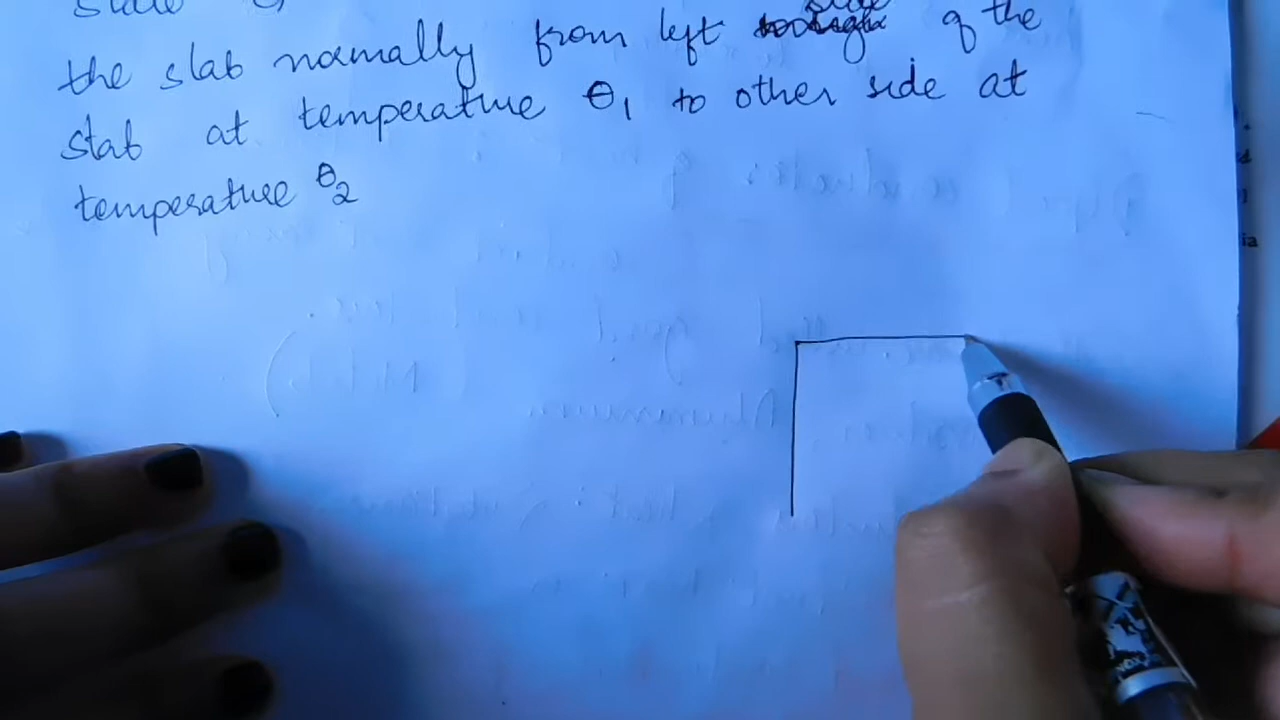 the slab normally from left side of the
slab at temperature θ₁ to other side at
temperature θ₂